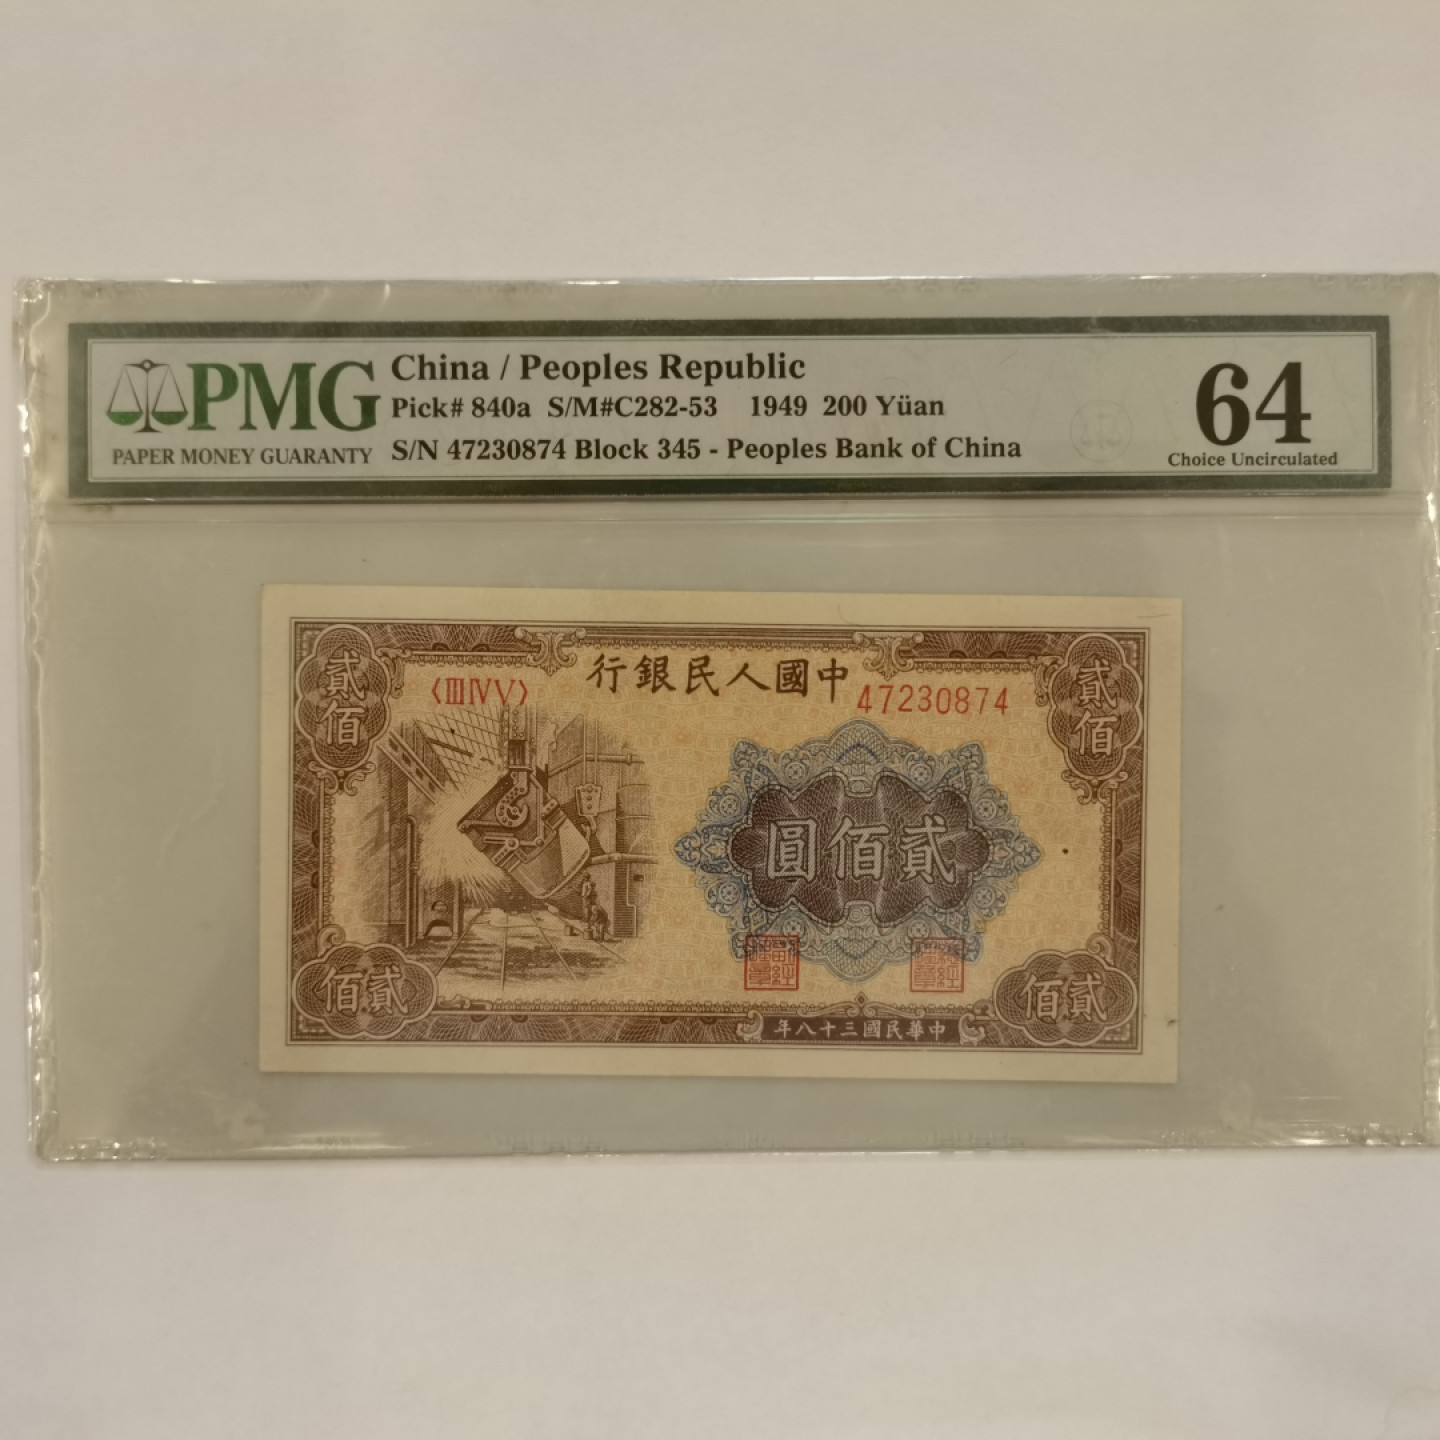 PMG
PAPER MONEY GUARANTY
China / Peoples Republic
Pick# 840a S/M#C282-53 1949 200 Yüan
S/N 47230874 Block 345 - Peoples Bank of China
64
Choice Uncirculated
行銀民人國中
貳佰
貳佰
〈ⅢⅣⅤ〉
47230874
圓佰貳
佰貳
佰貳
年八十三國民華中